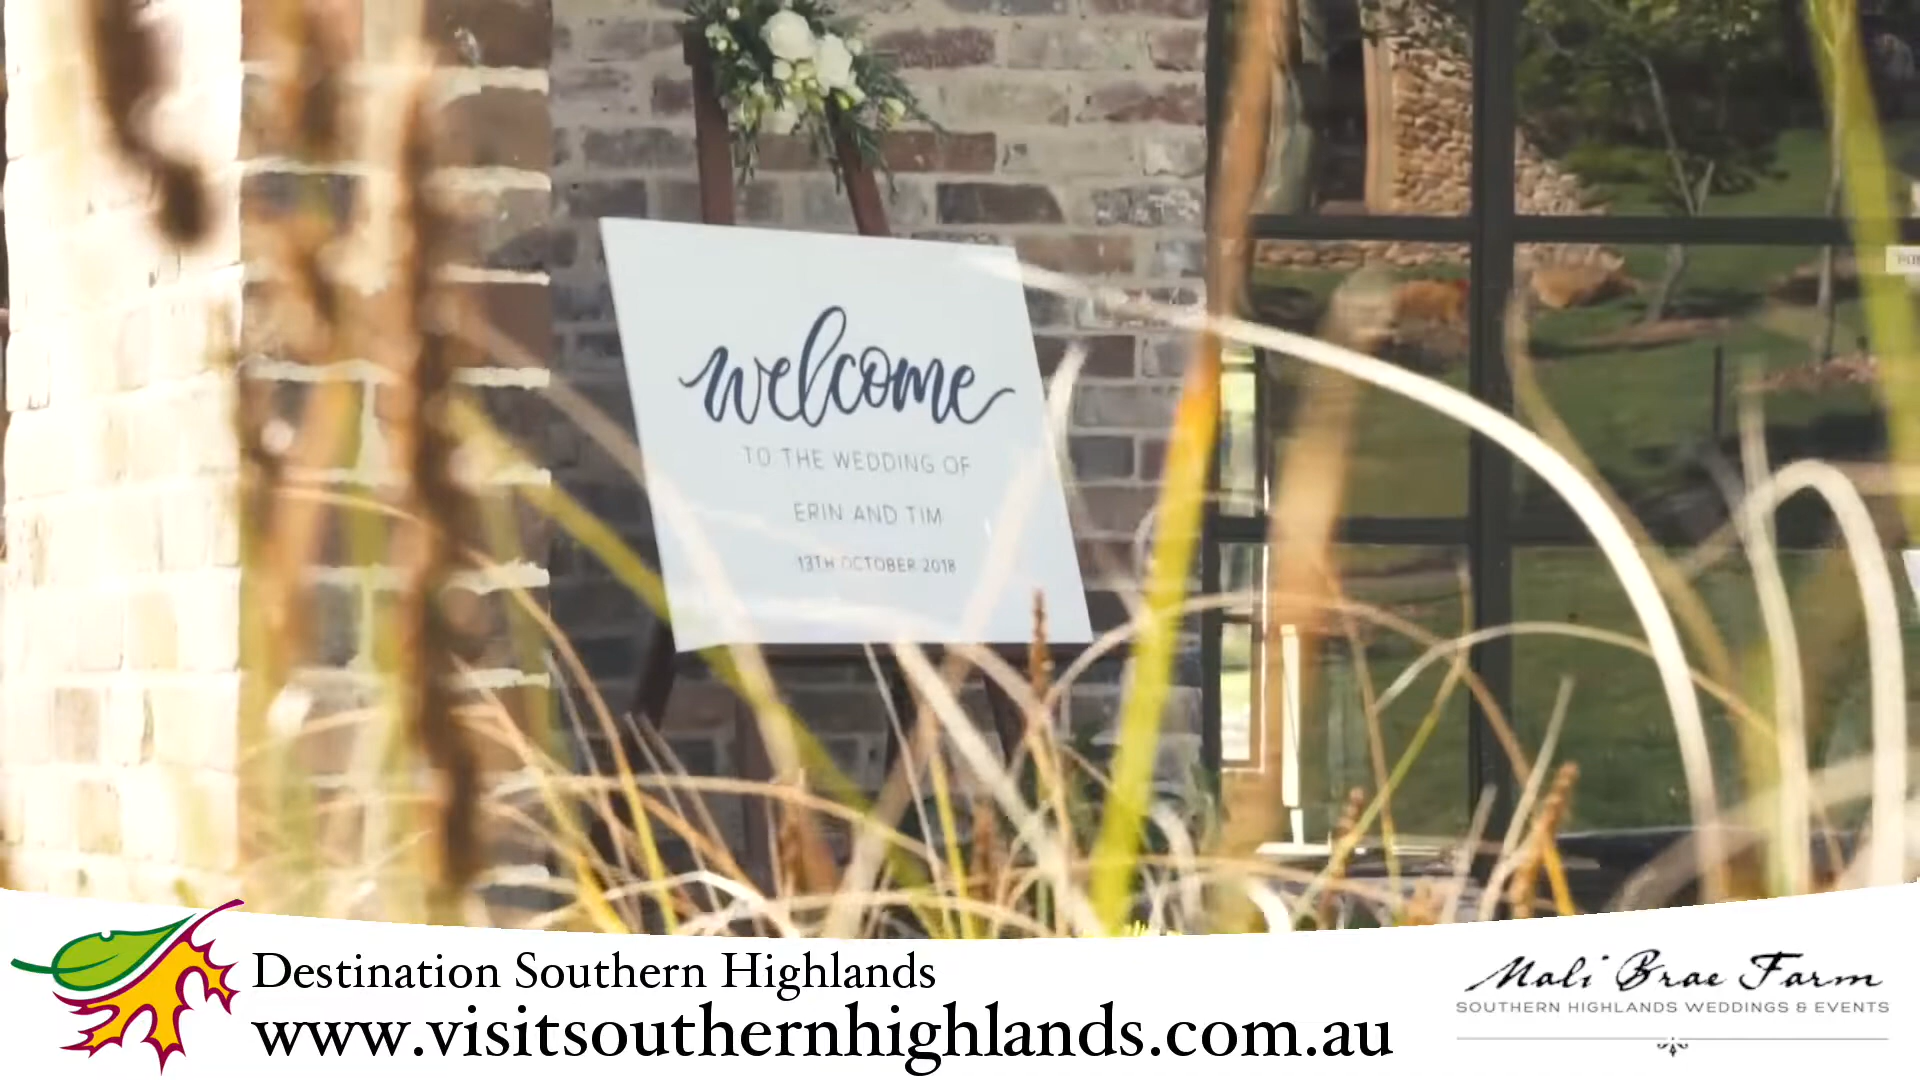 welcome
TO THE WEDDING OF
ERIN AND TIM
13TH OCTOBER 2018
Destination Southern Highlands
www.visitsouthernhighlands.com.au
Mali Brae Farm
SOUTHERN HIGHLANDS WEDDINGS & EVENTS